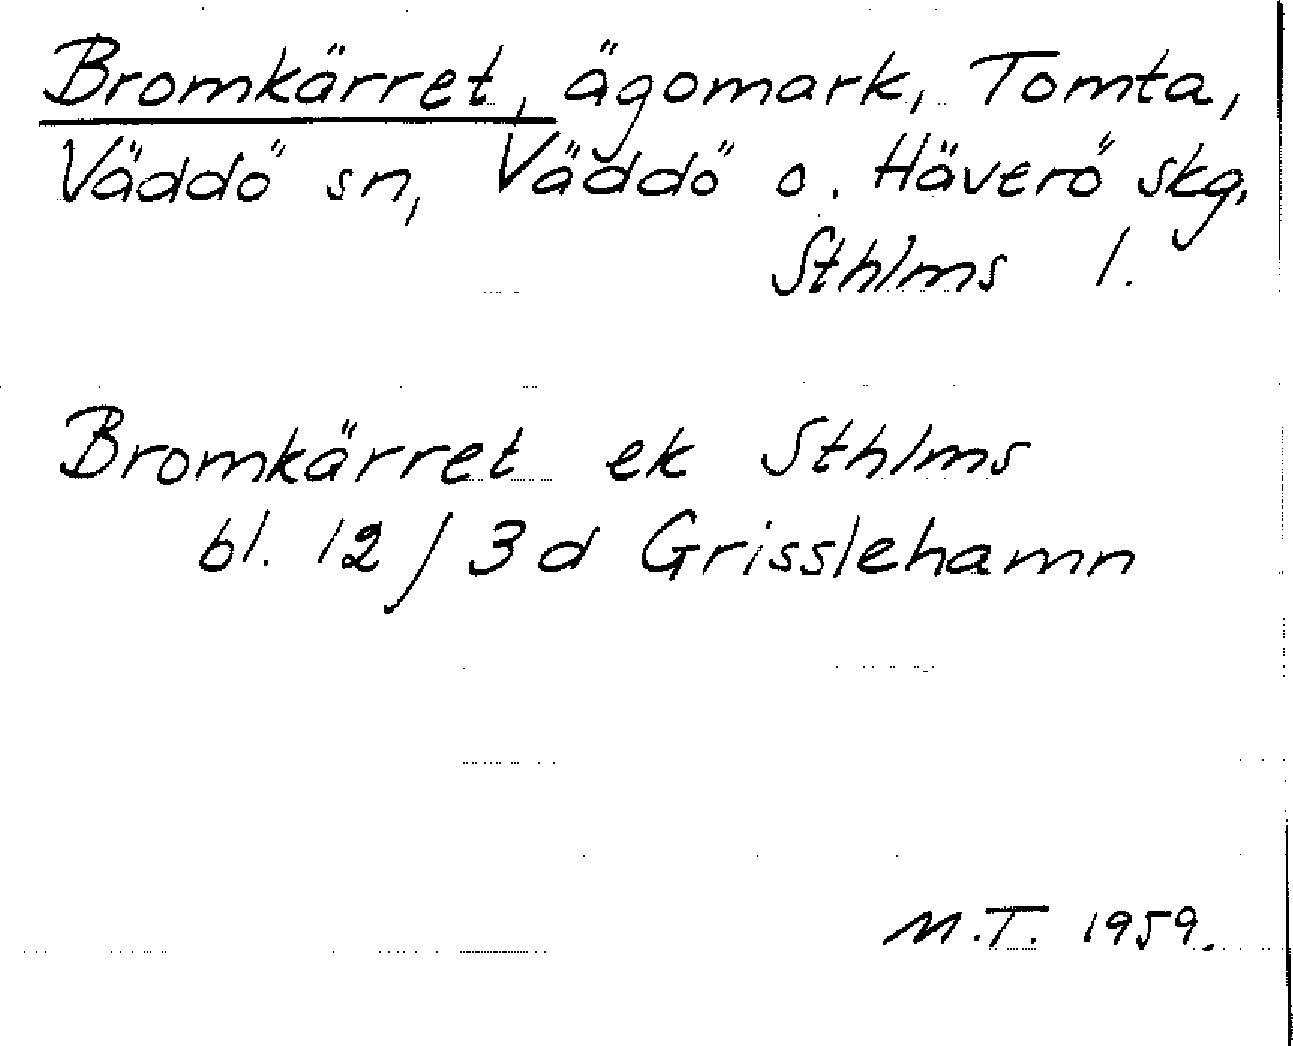 Bromkärret, ägomark, Tomta,
Väddö sn, Väddö o. Häverö skg.
Sthlms l.
Bromkärret ek Sthlms
bl. 12/3d Grisslehamn
M.T. 1959.